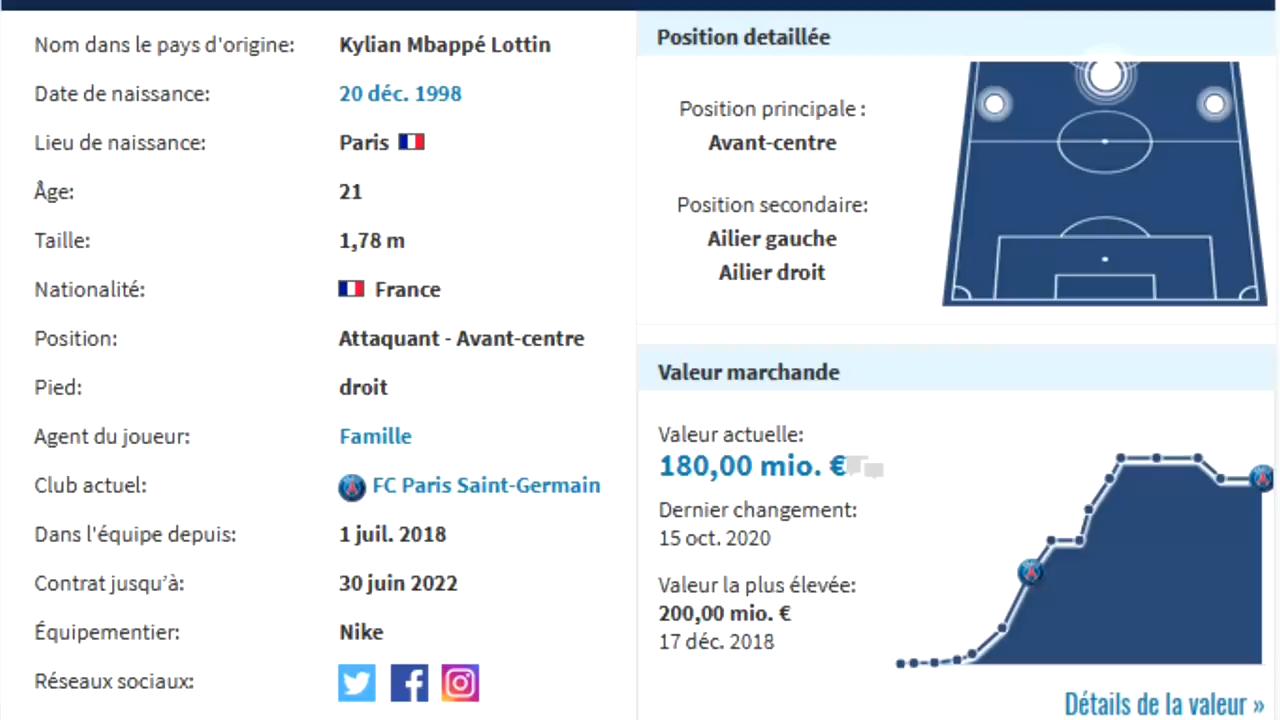 Nom dans le pays d'origine: Kylian Mbappé Lottin
Date de naissance: 20 déc. 1998
Lieu de naissance: Paris
Âge: 21
Taille: 1,78 m
Nationalité: France
Position: Attaquant - Avant-centre
Pied: droit
Agent du joueur: Famille
Club actuel: FC Paris Saint-Germain
Dans l'équipe depuis: 1 juil. 2018
Contrat jusqu'à: 30 juin 2022
Équipementier: Nike
Réseaux sociaux:
Position detaillée
Position principale :
Avant-centre
Position secondaire:
Ailier gauche
Ailier droit
Valeur marchande
Valeur actuelle:
180,00 mio. €
Dernier changement:
15 oct. 2020
Valeur la plus élevée:
200,00 mio. €
17 déc. 2018
Détails de la valeur »